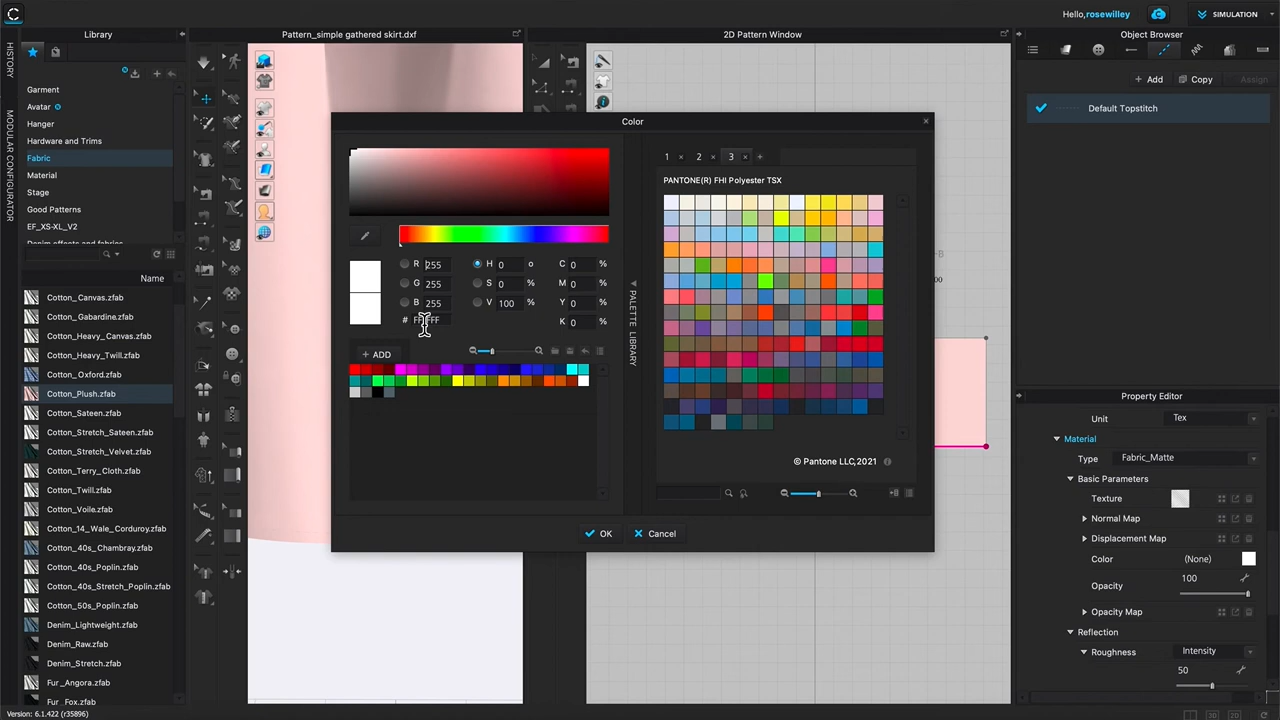 Hello, rosewilley
SIMULATION
Library
Pattern_simple gathered skirt.dxf
2D Pattern Window
Object Browser
HISTORY
MODULAR CONFIGURATOR
Garment
Avatar
Hanger
Hardware and Trims
Fabric
Material
Stage
Good Patterns
EF_XS-XL_V2
Name
Cotton_Canvas.zfab
Cotton_Gabardine.zfab
Cotton_Heavy_Canvas.zfab
Cotton_Heavy_Twill.zfab
Cotton_Oxford.zfab
Cotton_Plush.zfab
Cotton_Sateen.zfab
Cotton_Stretch_Sateen.zfab
Cotton_Stretch_Velvet.zfab
Cotton_Terry_Cloth.zfab
Cotton_Twill.zfab
Cotton_Voile.zfab
Cotton_14_Wale_Corduroy.zfab
Cotton_40s_Chambray.zfab
Cotton_40s_Poplin.zfab
Cotton_40s_Stretch_Poplin.zfab
Cotton_50s_Poplin.zfab
Denim_Lightweight.zfab
Denim_Raw.zfab
Denim_Stretch.zfab
Fur_Angora.zfab
Fur_Fox.zfab
Version: 6.1.422 (r35896)
Color
R 255 H 0 o C 0 %
G 255 S 0 % M 0 %
B 255 V 100 % Y 0 %
K 0 %
+ ADD
PALETTE LIBRARY
1 × 2 × 3 × +
PANTONE(R) FHI Polyester TSX
© Pantone LLC,2021
OK
Cancel
+ Add
Copy
Assign
Default Topstitch
Property Editor
Unit Tex
Material
Type Fabric_Matte
Basic Parameters
Texture
Normal Map
Displacement Map
Color (None)
Opacity 100
Opacity Map
Reflection
Roughness Intensity
50
2D
3D